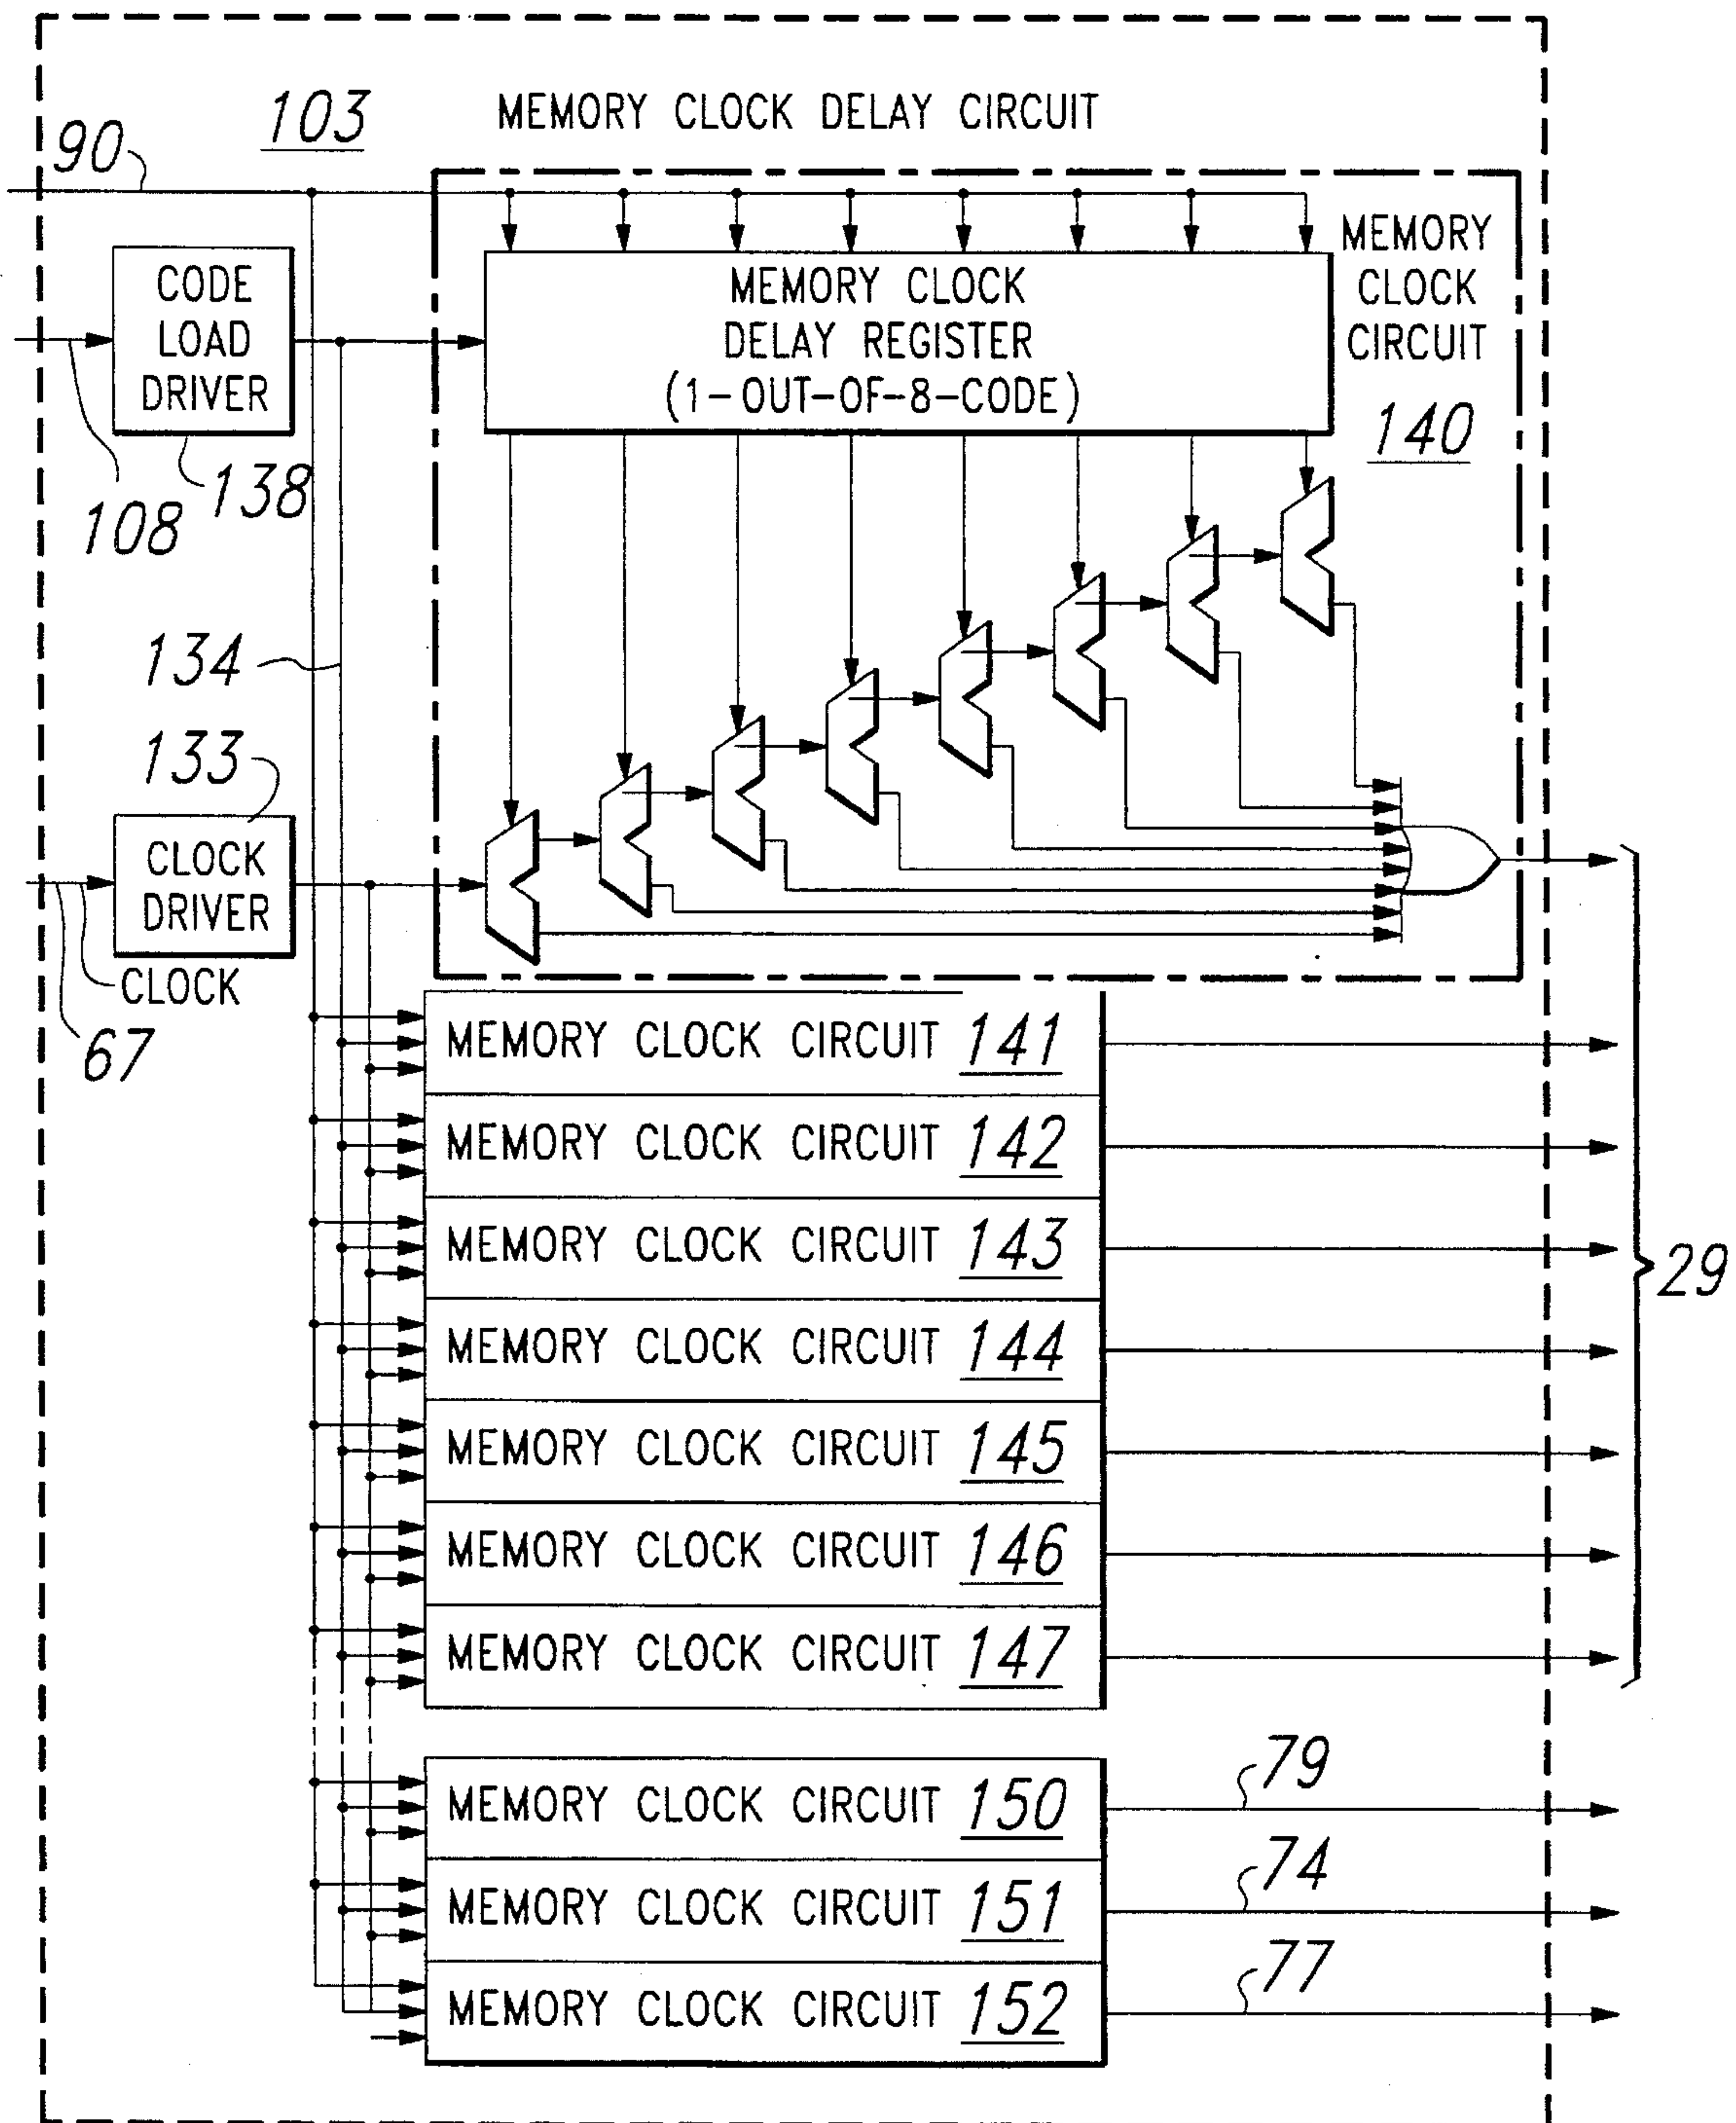 103
MEMORY CLOCK DELAY CIRCUIT
90
MEMORY
CLOCK
CIRCUIT
140
CODE
LOAD
DRIVER
138
108
MEMORY CLOCK
DELAY REGISTER
(1-OUT-OF-8-CODE)
134
133
CLOCK
DRIVER
CLOCK
67
MEMORY CLOCK CIRCUIT 141
MEMORY CLOCK CIRCUIT 142
MEMORY CLOCK CIRCUIT 143
MEMORY CLOCK CIRCUIT 144
MEMORY CLOCK CIRCUIT 145
MEMORY CLOCK CIRCUIT 146
MEMORY CLOCK CIRCUIT 147
29
MEMORY CLOCK CIRCUIT 150
79
MEMORY CLOCK CIRCUIT 151
74
MEMORY CLOCK CIRCUIT 152
77